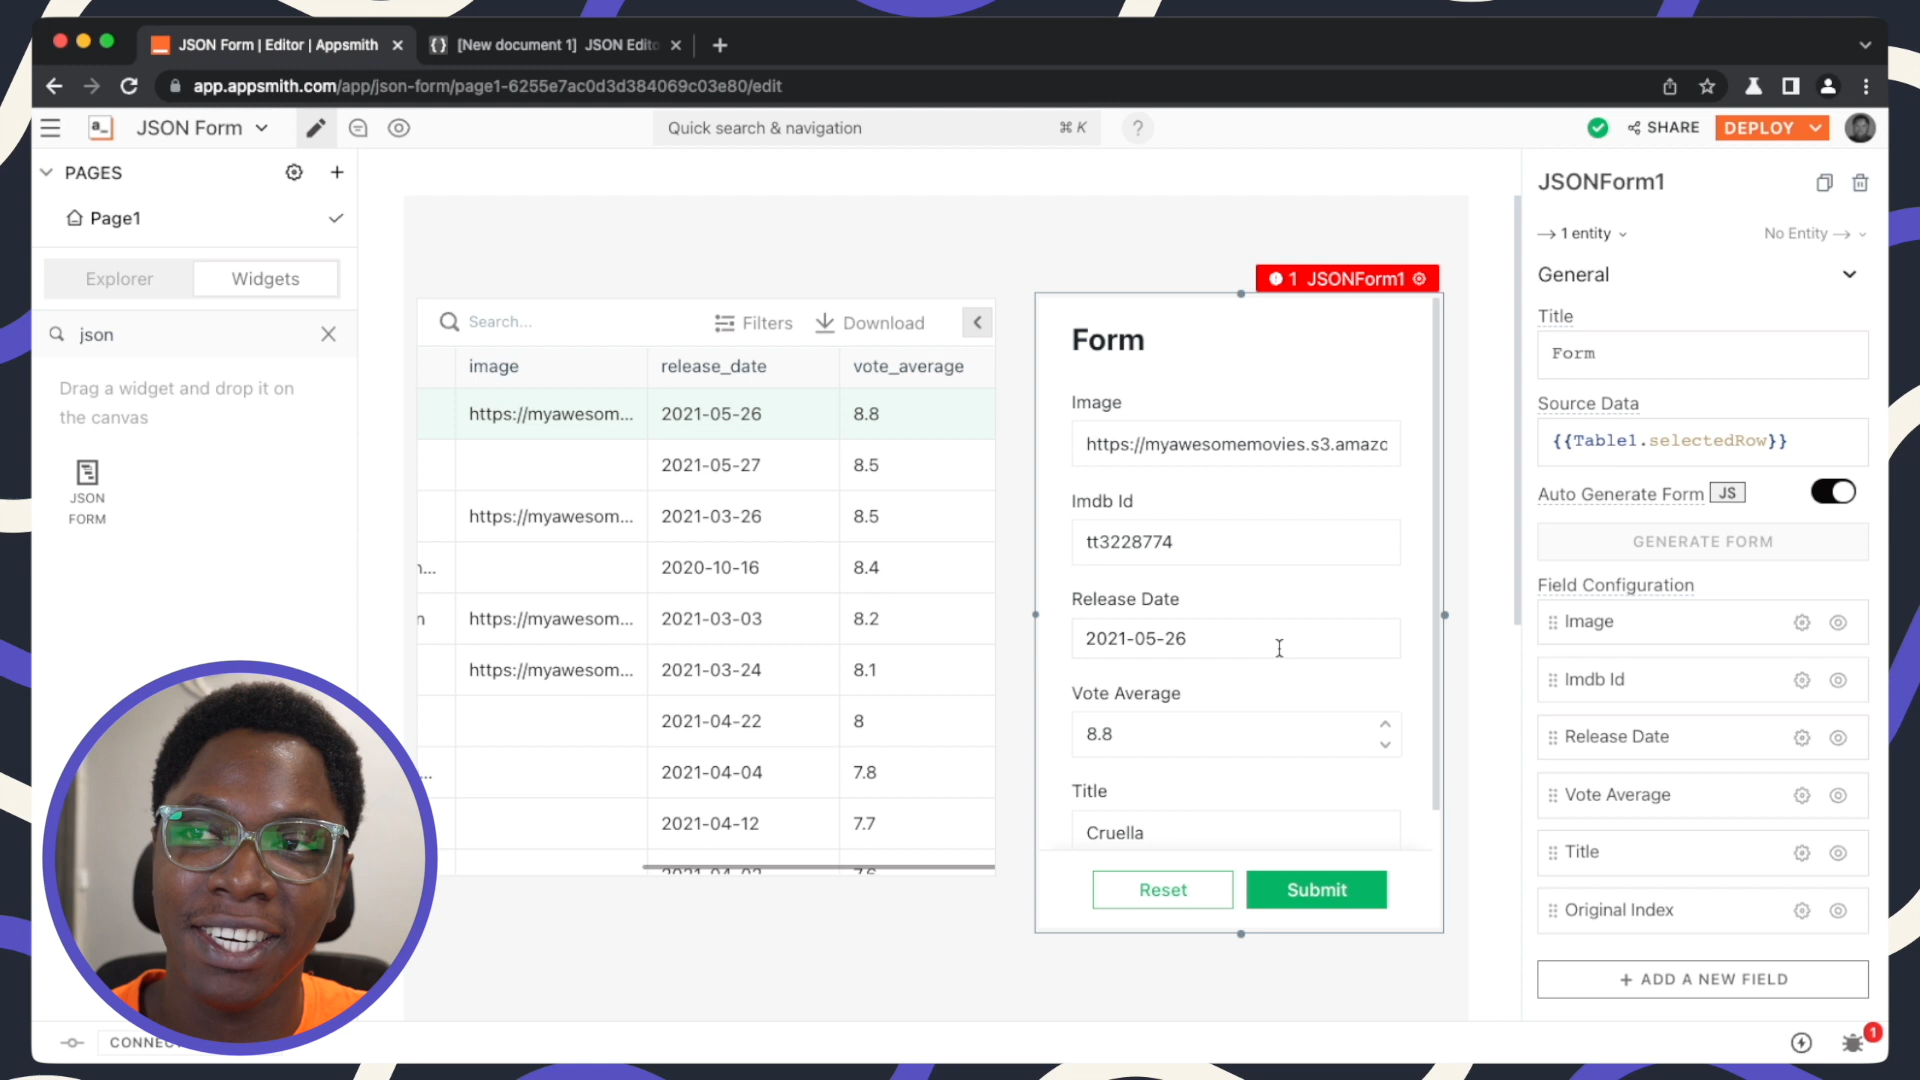 JSON Form | Editor | Appsmith
[New document 1] JSON Edito
app.appsmith.com/app/json-form/page1-6255e7ac0d3d384069c03e80/edit
a_
JSON Form
Quick search & navigation
⌘ K
?
SHARE
DEPLOY
PAGES
Page1
Explorer
Widgets
json
Drag a widget and drop it on
the canvas
JSON
FORM
Search...
Filters
Download
image
release_date
vote_average
https://myawesom...
2021-05-26
8.8
2021-05-27
8.5
https://myawesom...
2021-03-26
8.5
2020-10-16
8.4
https://myawesom...
2021-03-03
8.2
https://myawesom...
2021-03-24
8.1
2021-04-22
8
2021-04-04
7.8
2021-04-12
7.7
1 JSONForm1
Form
Image
https://myawesomemovies.s3.amazo
Imdb Id
tt3228774
Release Date
2021-05-26
Vote Average
8.8
Title
Cruella
Reset
Submit
JSONForm1
1 entity
No Entity
General
Title
Form
Source Data
{{Table1.selectedRow}}
Auto Generate Form
JS
GENERATE FORM
Field Configuration
Image
Imdb Id
Release Date
Vote Average
Title
Original Index
+ ADD A NEW FIELD
1